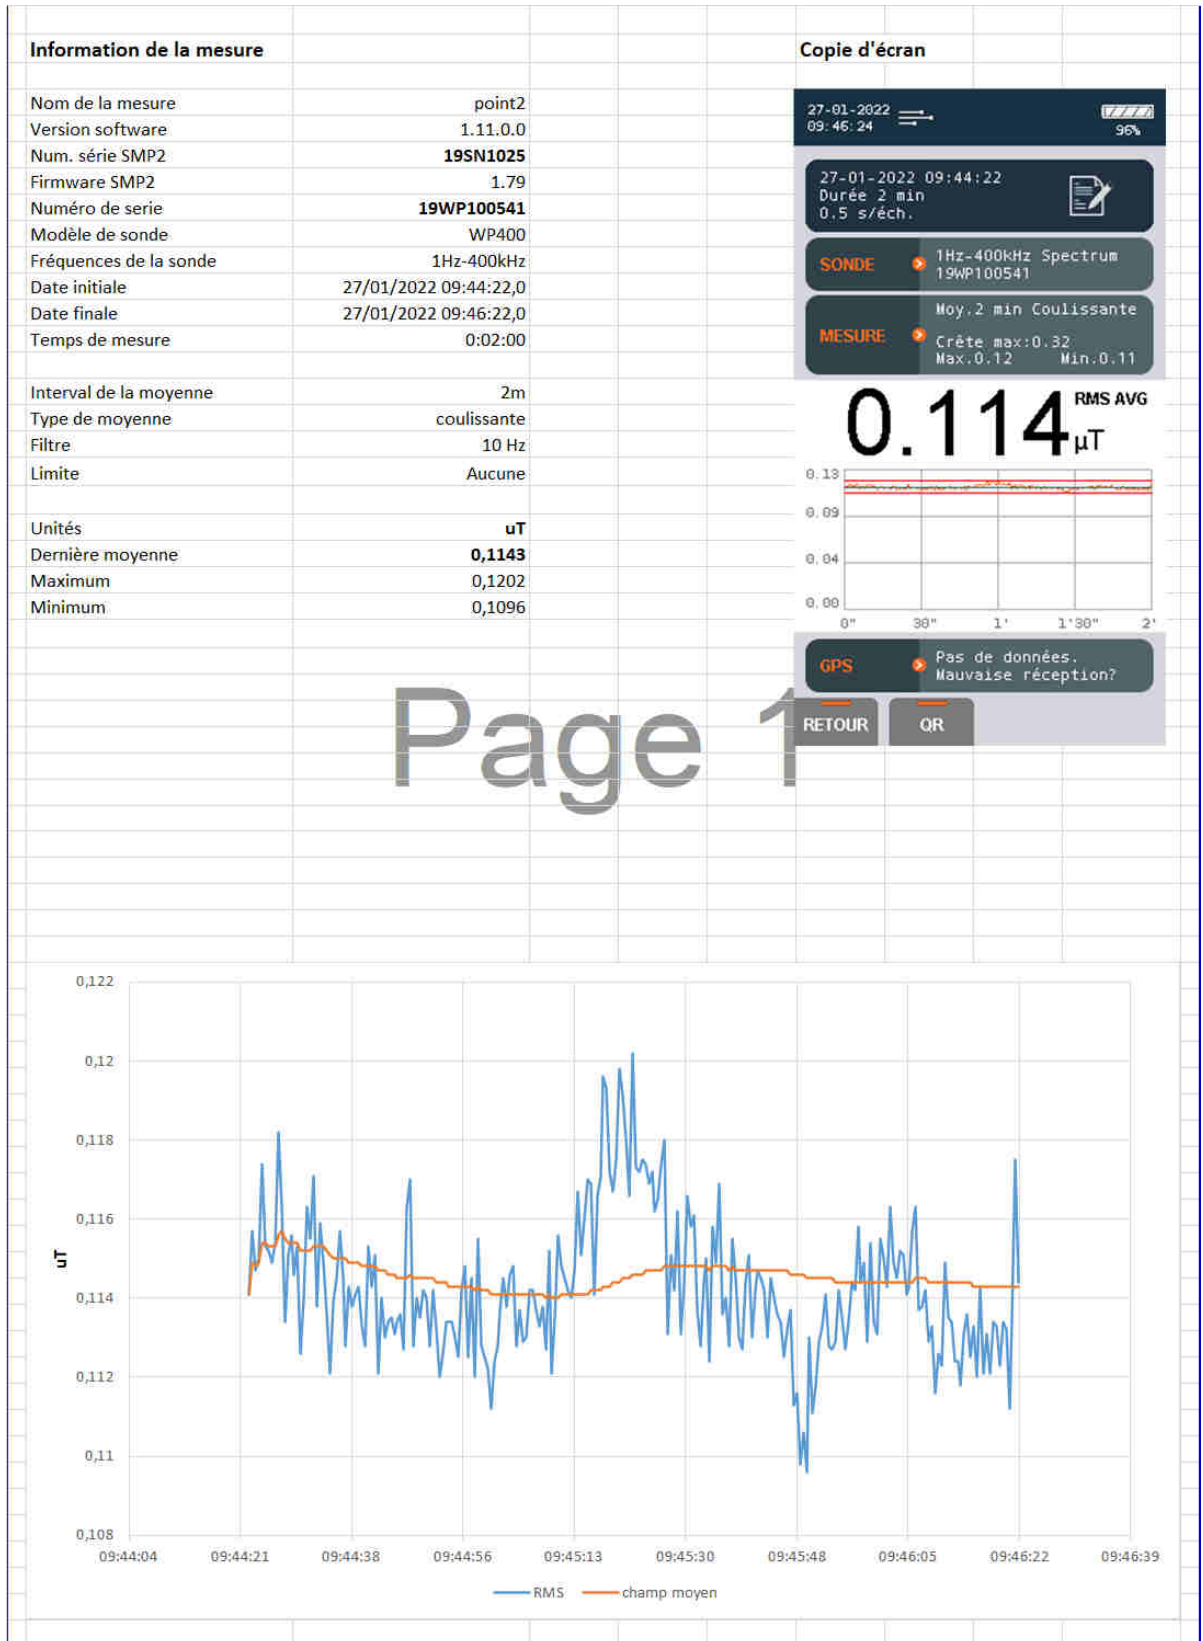 Information de la mesure
Nom de la mesure point2
Version software 1.11.0.0
Num. série SMP2 19SN1025
Firmware SMP2 1.79
Numéro de serie 19WP100541
Modèle de sonde WP400
Fréquences de la sonde 1Hz-400kHz
Date initiale 27/01/2022 09:44:22,0
Date finale 27/01/2022 09:46:22,0
Temps de mesure 0:02:00
Interval de la moyenne 2m
Type de moyenne coulissante
Filtre 10 Hz
Limite Aucune
Unités uT
Dernière moyenne 0,1143
Maximum 0,1202
Minimum 0,1096
Copie d'écran
27-01-2022
09:46:24
96%
27-01-2022 09:44:22
Durée 2 min
0.5 s/éch.
SONDE
1Hz-400kHz Spectrum
19WP100541
MESURE
Moy.2 min Coulissante
Crête max:0.32
Max.0.12 Min.0.11
0.114 RMS AVG
µT
0.13
0.09
0.04
0.00
0" 30" 1' 1'30" 2'
GPS
Pas de données.
Mauvaise réception?
RETOUR QR
Page 1
0,122
0,12
0,118
0,116
0,114
0,112
0,11
0,108
uT
09:44:04 09:44:21 09:44:38 09:44:56 09:45:13 09:45:30 09:45:48 09:46:05 09:46:22 09:46:39
RMS champ moyen